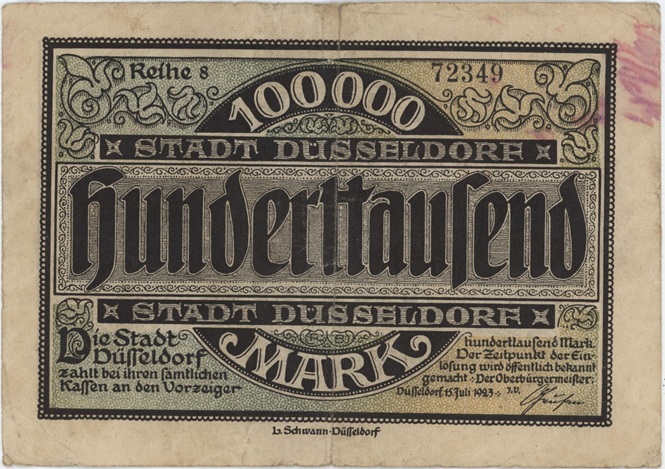 Reihe 8
72349
100000
STADT DÜSSELDORF
Hunderttausend
STADT DÜSSELDORF
MARK
Die Stadt
Düsseldorf
zahlt bei ihren sämtlichen
Kassen an den Vorzeiger
hunderttausend Mark.
Der Zeitpunkt der Ein-
lösung wird öffentlich bekannt
gemacht :: Der Oberbürgermeister:
Düsseldorf, 15. Juli 1923 :: J.V.
L. Schwann-Düsseldorf